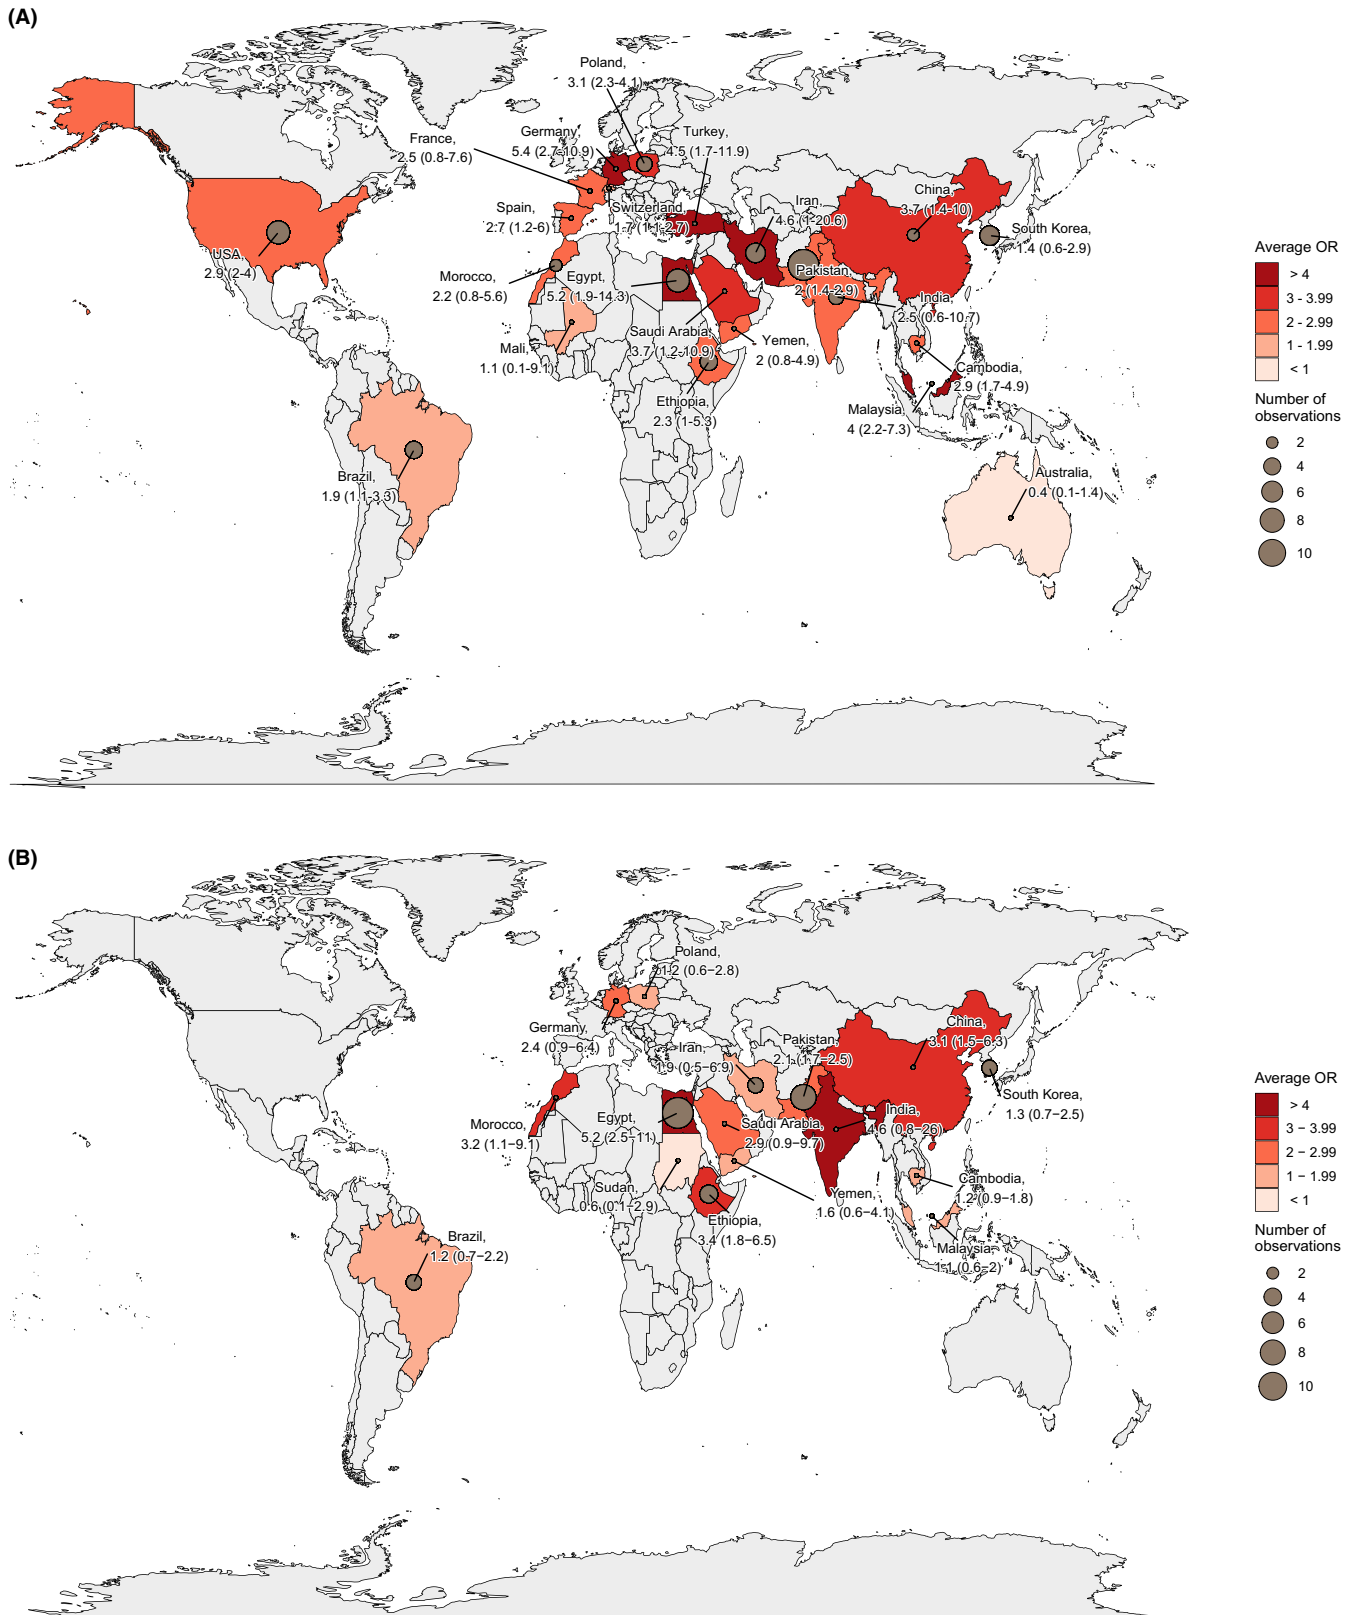 (A)
Poland,
3.1 (2.3-4.1)
France,
2.5 (0.8-7.6)
Germany,
5.4 (2.7-10.9)
Turkey,
4.5 (1.7-11.9)
Spain,
2.7 (1.2-6)
Switzerland,
1.7 (1.1-2.7)
Iran,
4.6 (1-20.6)
China,
3.7 (1.4-10)
South Korea,
1.4 (0.6-2.9)
USA,
2.9 (2-4)
Morocco,
2.2 (0.8-5.6)
Egypt,
5.2 (1.9-14.3)
Pakistan,
2 (1.4-2.9)
India,
2.5 (0.6-10.7)
Mali,
1.1 (0.1-9.1)
Saudi Arabia,
3.7 (1.2-10.9)
Yemen,
2 (0.8-4.9)
Cambodia,
2.9 (1.7-4.9)
Ethiopia,
2.3 (1-5.3)
Malaysia,
4 (2.2-7.3)
Brazil,
1.9 (1.1-3.3)
Australia,
0.4 (0.1-1.4)
Average OR
> 4
3 - 3.99
2 - 2.99
1 - 1.99
< 1
Number of
observations
2
4
6
8
10
(B)
Poland,
1.2 (0.6−2.8)
Germany,
2.4 (0.9−6.4)
Iran,
1.9 (0.5−6.9)
Pakistan,
2.1 (1.7−2.5)
China,
3.1 (1.5−6.3)
South Korea,
1.3 (0.7−2.5)
Morocco,
3.2 (1.1−9.1)
Egypt,
5.2 (2.5−11)
Saudi Arabia,
2.9 (0.9−9.7)
India,
4.6 (0.8−26)
Sudan,
0.6 (0.1−2.9)
Yemen,
1.6 (0.6−4.1)
Cambodia,
1.2 (0.9−1.8)
Ethiopia,
3.4 (1.8−6.5)
Malaysia,
1.1 (0.6−2)
Brazil,
1.2 (0.7−2.2)
Average OR
> 4
3 − 3.99
2 − 2.99
1 − 1.99
< 1
Number of
observations
2
4
6
8
10